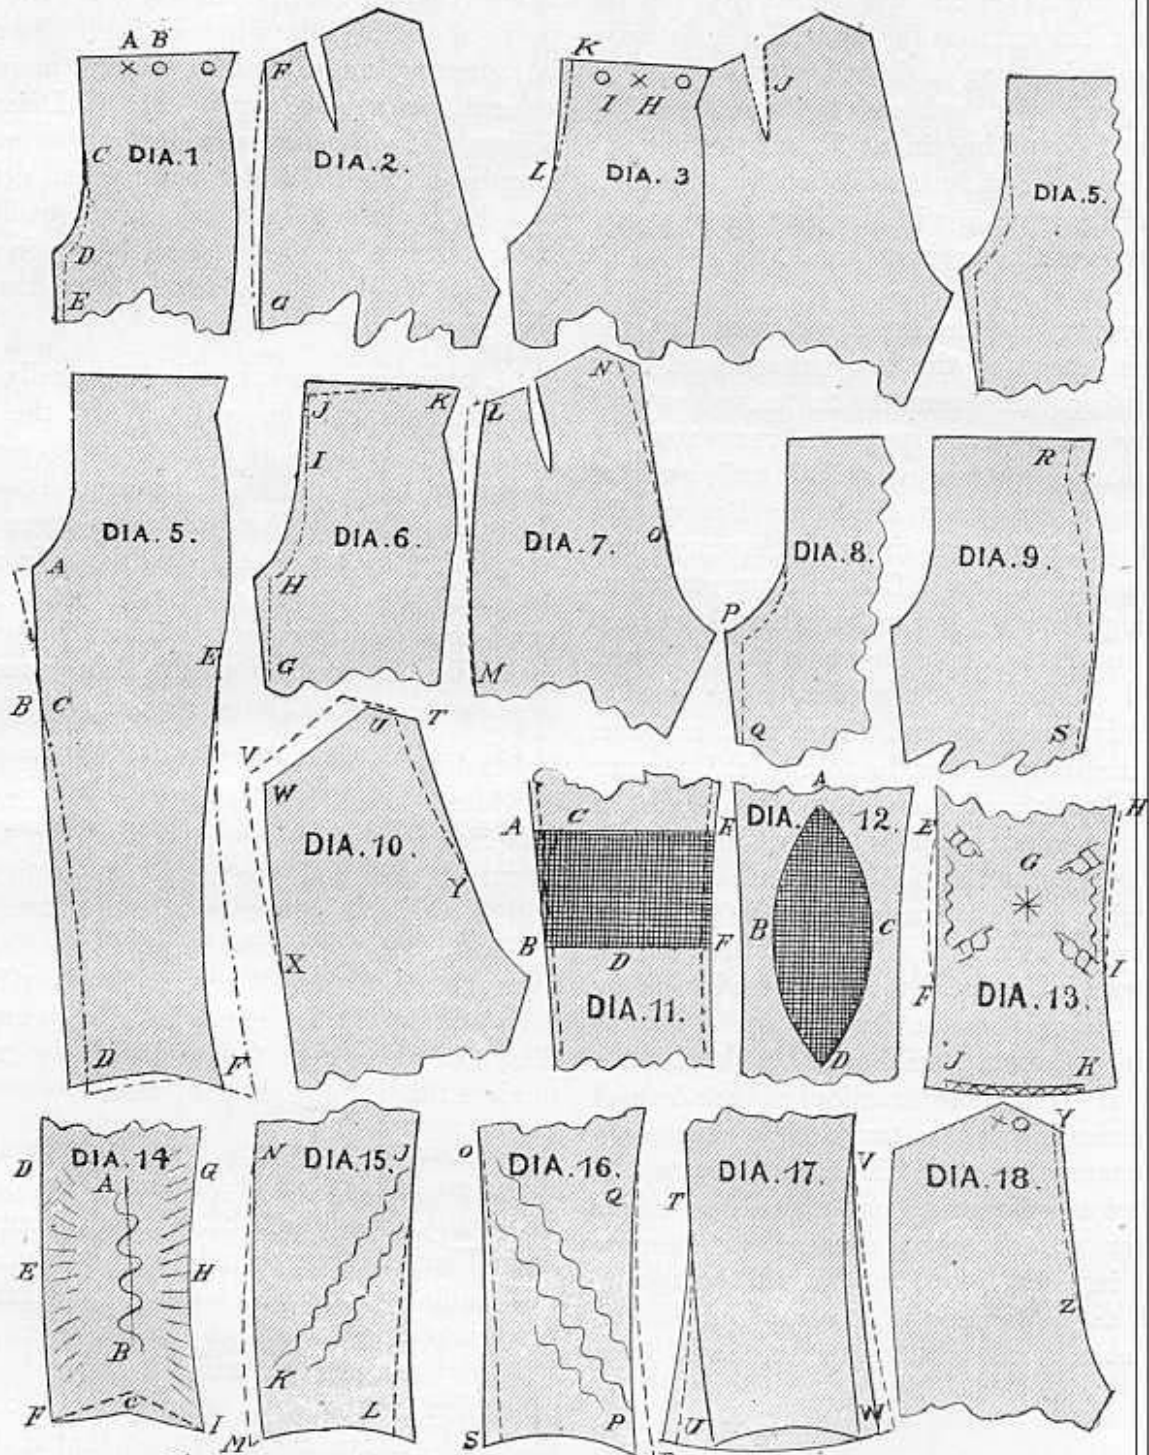 A B
× O O
C DIA.1.
D
E
F
DIA.2.
G
K
O × O
I H
J
L
DIA. 3
DIA.5.
DIA.5.
A
E
B C
D
F
J K
I
DIA.6.
H
G
L
N
DIA.7.
O
M
DIA.8.
P
Q
R
DIA.9.
S
U T
V
W
DIA.10.
Y
X
A C E
B D F
DIA.11.
A
DIA. 12.
B C
D
E H
G
F I
DIA.13.
J K
DIA.14
D A G
E H
B
F C I
N DIA.15. J
K
L
M
O DIA.16.
Q
P
S
DIA.17. V
T
U W
× O Y
DIA.18.
Z